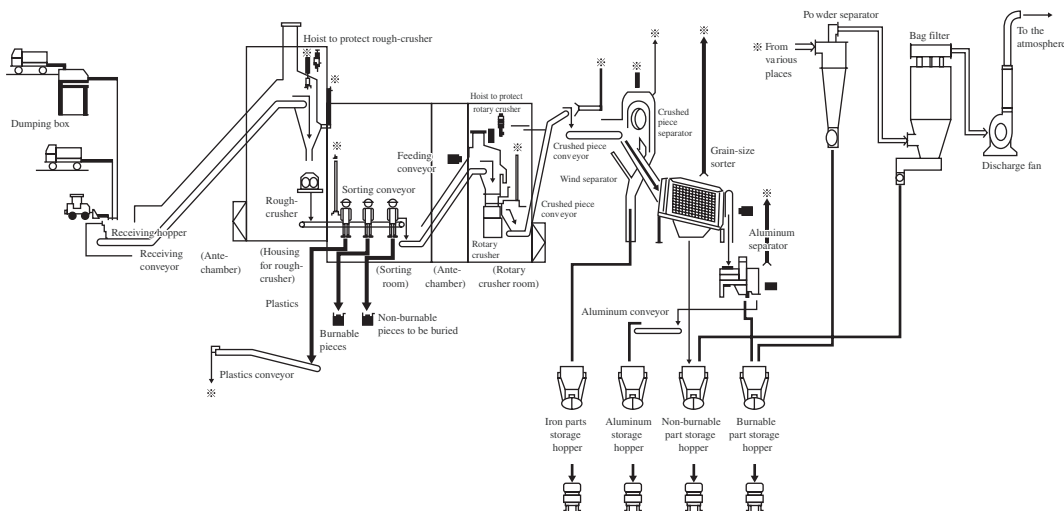 Hoist to protect rough-crusher
Dumping box
Receiving hopper
Receiving
conveyor
(Ante-
chamber)
Rough-
crusher
(Housing
for rough-
crusher)
Sorting conveyor
Feeding
conveyor
(Sorting
room)
(Ante-
chamber)
Hoist to protect
rotary crusher
Rotary
crusher
(Rotary
crusher room)
Crushed piece
conveyor
Crushed piece
conveyor
Wind separator
Crushed
piece
separator
Grain-size
sorter
Aluminum
separator
Aluminum conveyor
Plastics
Burnable
pieces
Non-burnable
pieces to be buried
Plastics conveyor
※
※
※
※
※
※
※
※
※
※
※ From
various
places
Powder separator
Bag filter
To the
atmosphere
Discharge fan
Iron parts
storage
hopper
Aluminum
storage
hopper
Non-burnable
part storage
hopper
Burnable
part storage
hopper